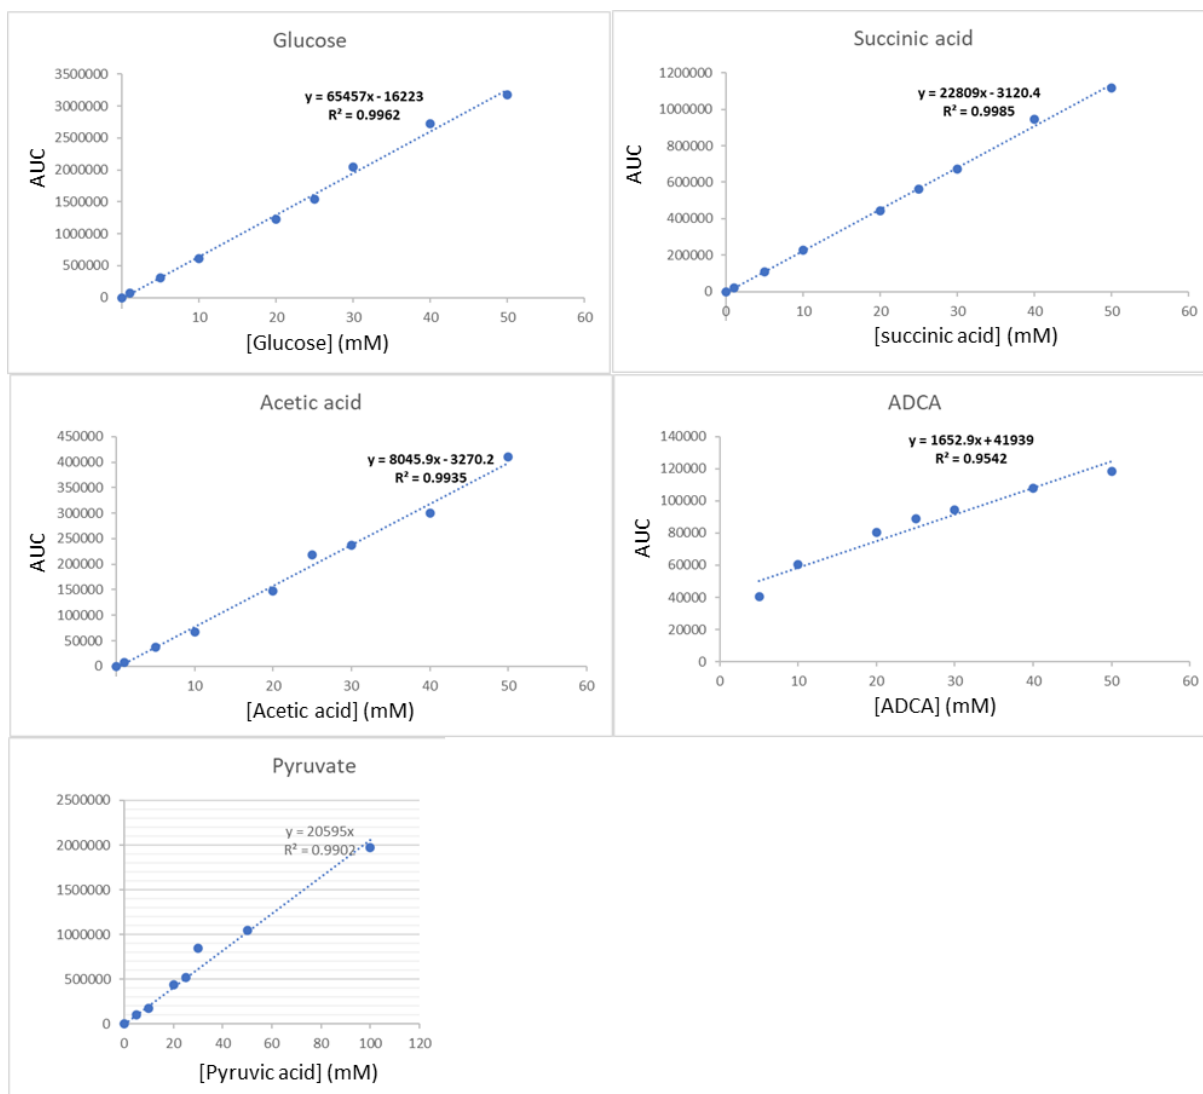 Glucose
y = 65457x - 16223
R² = 0.9962
3500000
3000000
2500000
2000000
1500000
1000000
500000
0
AUC
10 20 30 40 50 60
[Glucose] (mM)
Succinic acid
y = 22809x - 3120.4
R² = 0.9985
1200000
1000000
800000
600000
400000
200000
0
AUC
0 10 20 30 40 50 60
[succinic acid] (mM)
Acetic acid
y = 8045.9x - 3270.2
R² = 0.9935
450000
400000
350000
300000
250000
200000
150000
100000
50000
0
AUC
10 20 30 40 50 60
[Acetic acid] (mM)
ADCA
y = 1652.9x + 41939
R² = 0.9542
140000
120000
100000
80000
60000
40000
20000
0
AUC
0 10 20 30 40 50 60
[ADCA] (mM)
Pyruvate
y = 20595x
R² = 0.9902
2500000
2000000
1500000
1000000
500000
0
0 20 40 60 80 100 120
[Pyruvic acid] (mM)